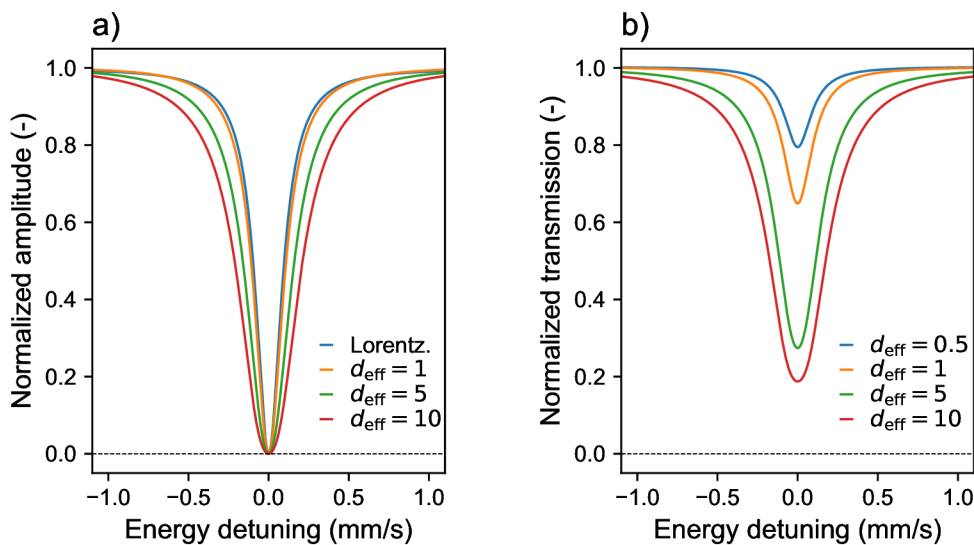 a)
Normalized amplitude (-)
1.0
0.8
0.6
0.4
0.2
0.0
Lorentz.
d_eff = 1
d_eff = 5
d_eff = 10
−1.0 −0.5 0.0 0.5 1.0
Energy detuning (mm/s)
b)
Normalized transmission (-)
1.0
0.8
0.6
0.4
0.2
0.0
d_eff = 0.5
d_eff = 1
d_eff = 5
d_eff = 10
−1.0 −0.5 0.0 0.5 1.0
Energy detuning (mm/s)